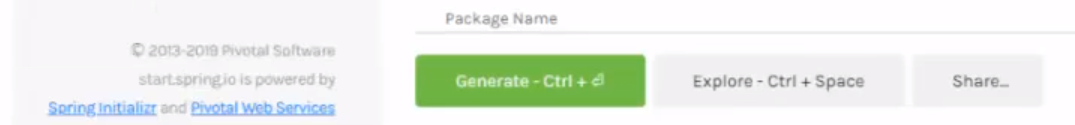 Package Name
© 2013-2019 Pivotal Software
start.spring.io is powered by
Spring Initializr and Pivotal Web Services
Generate - Ctrl + ⏎
Explore - Ctrl + Space
Share...